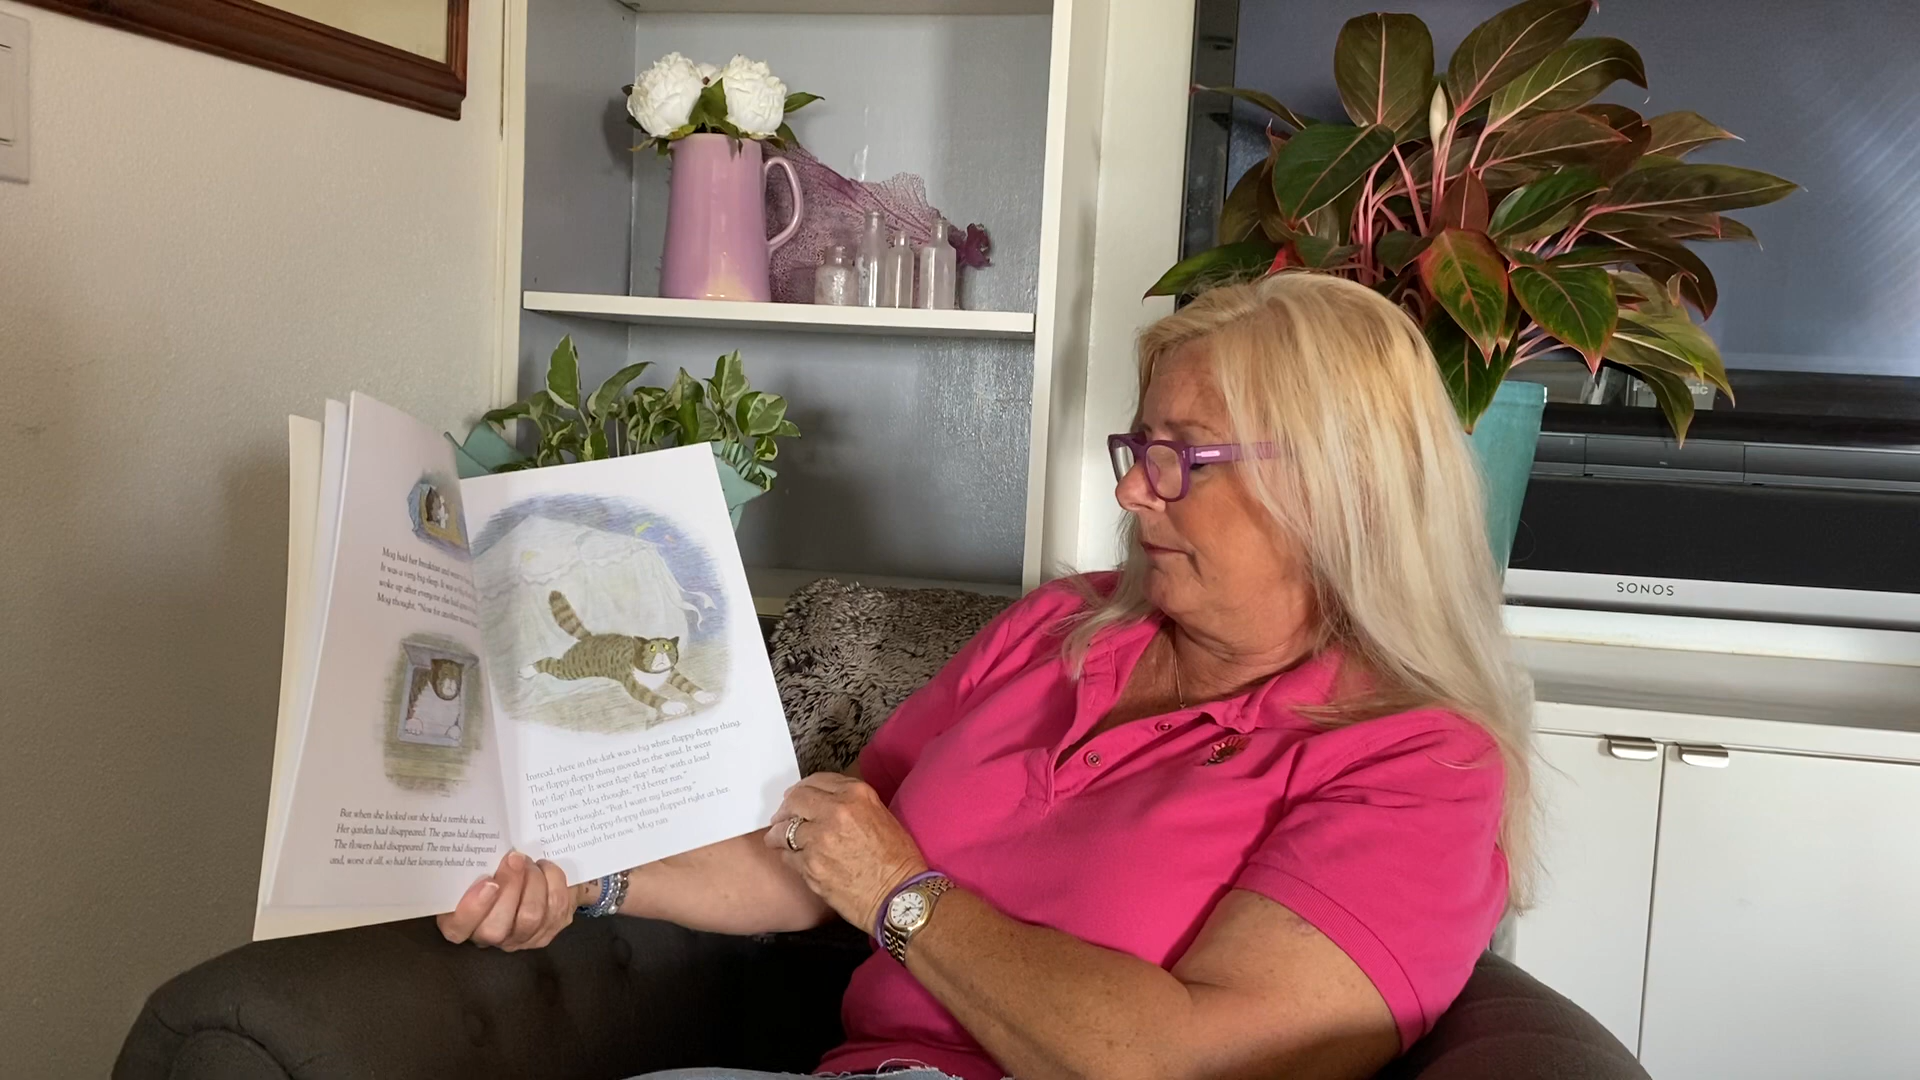 Mog had her breakfast and went
It was a very big sleep. It was
woke up after everyone else had
Mog thought, "Now for another
But when she looked out she had a terrible shock.
Her garden had disappeared. The grass had disappeared.
The flowers had disappeared. The tree had disappeared
and, worst of all, so had her lavatory behind the tree.
Instead, there in the dark was a big white flappy-floppy thing.
The flappy-floppy thing moved in the wind. It went
flap! flap! flap! It went flap! flap! flap! with a loud
flappy noise. Mog thought, "I'd better run."
Then she thought, "But I want my lavatory."
Suddenly the flappy-floppy thing flapped right at her.
It nearly caught her nose. Mog ran.
SONOS